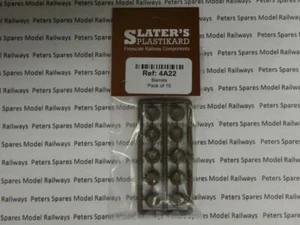 SLATER'S
PLASTIKARD
Finescale Railway Components
Ref: 4A22
Barrels
Pack of 10
Peters Spares Model Railways